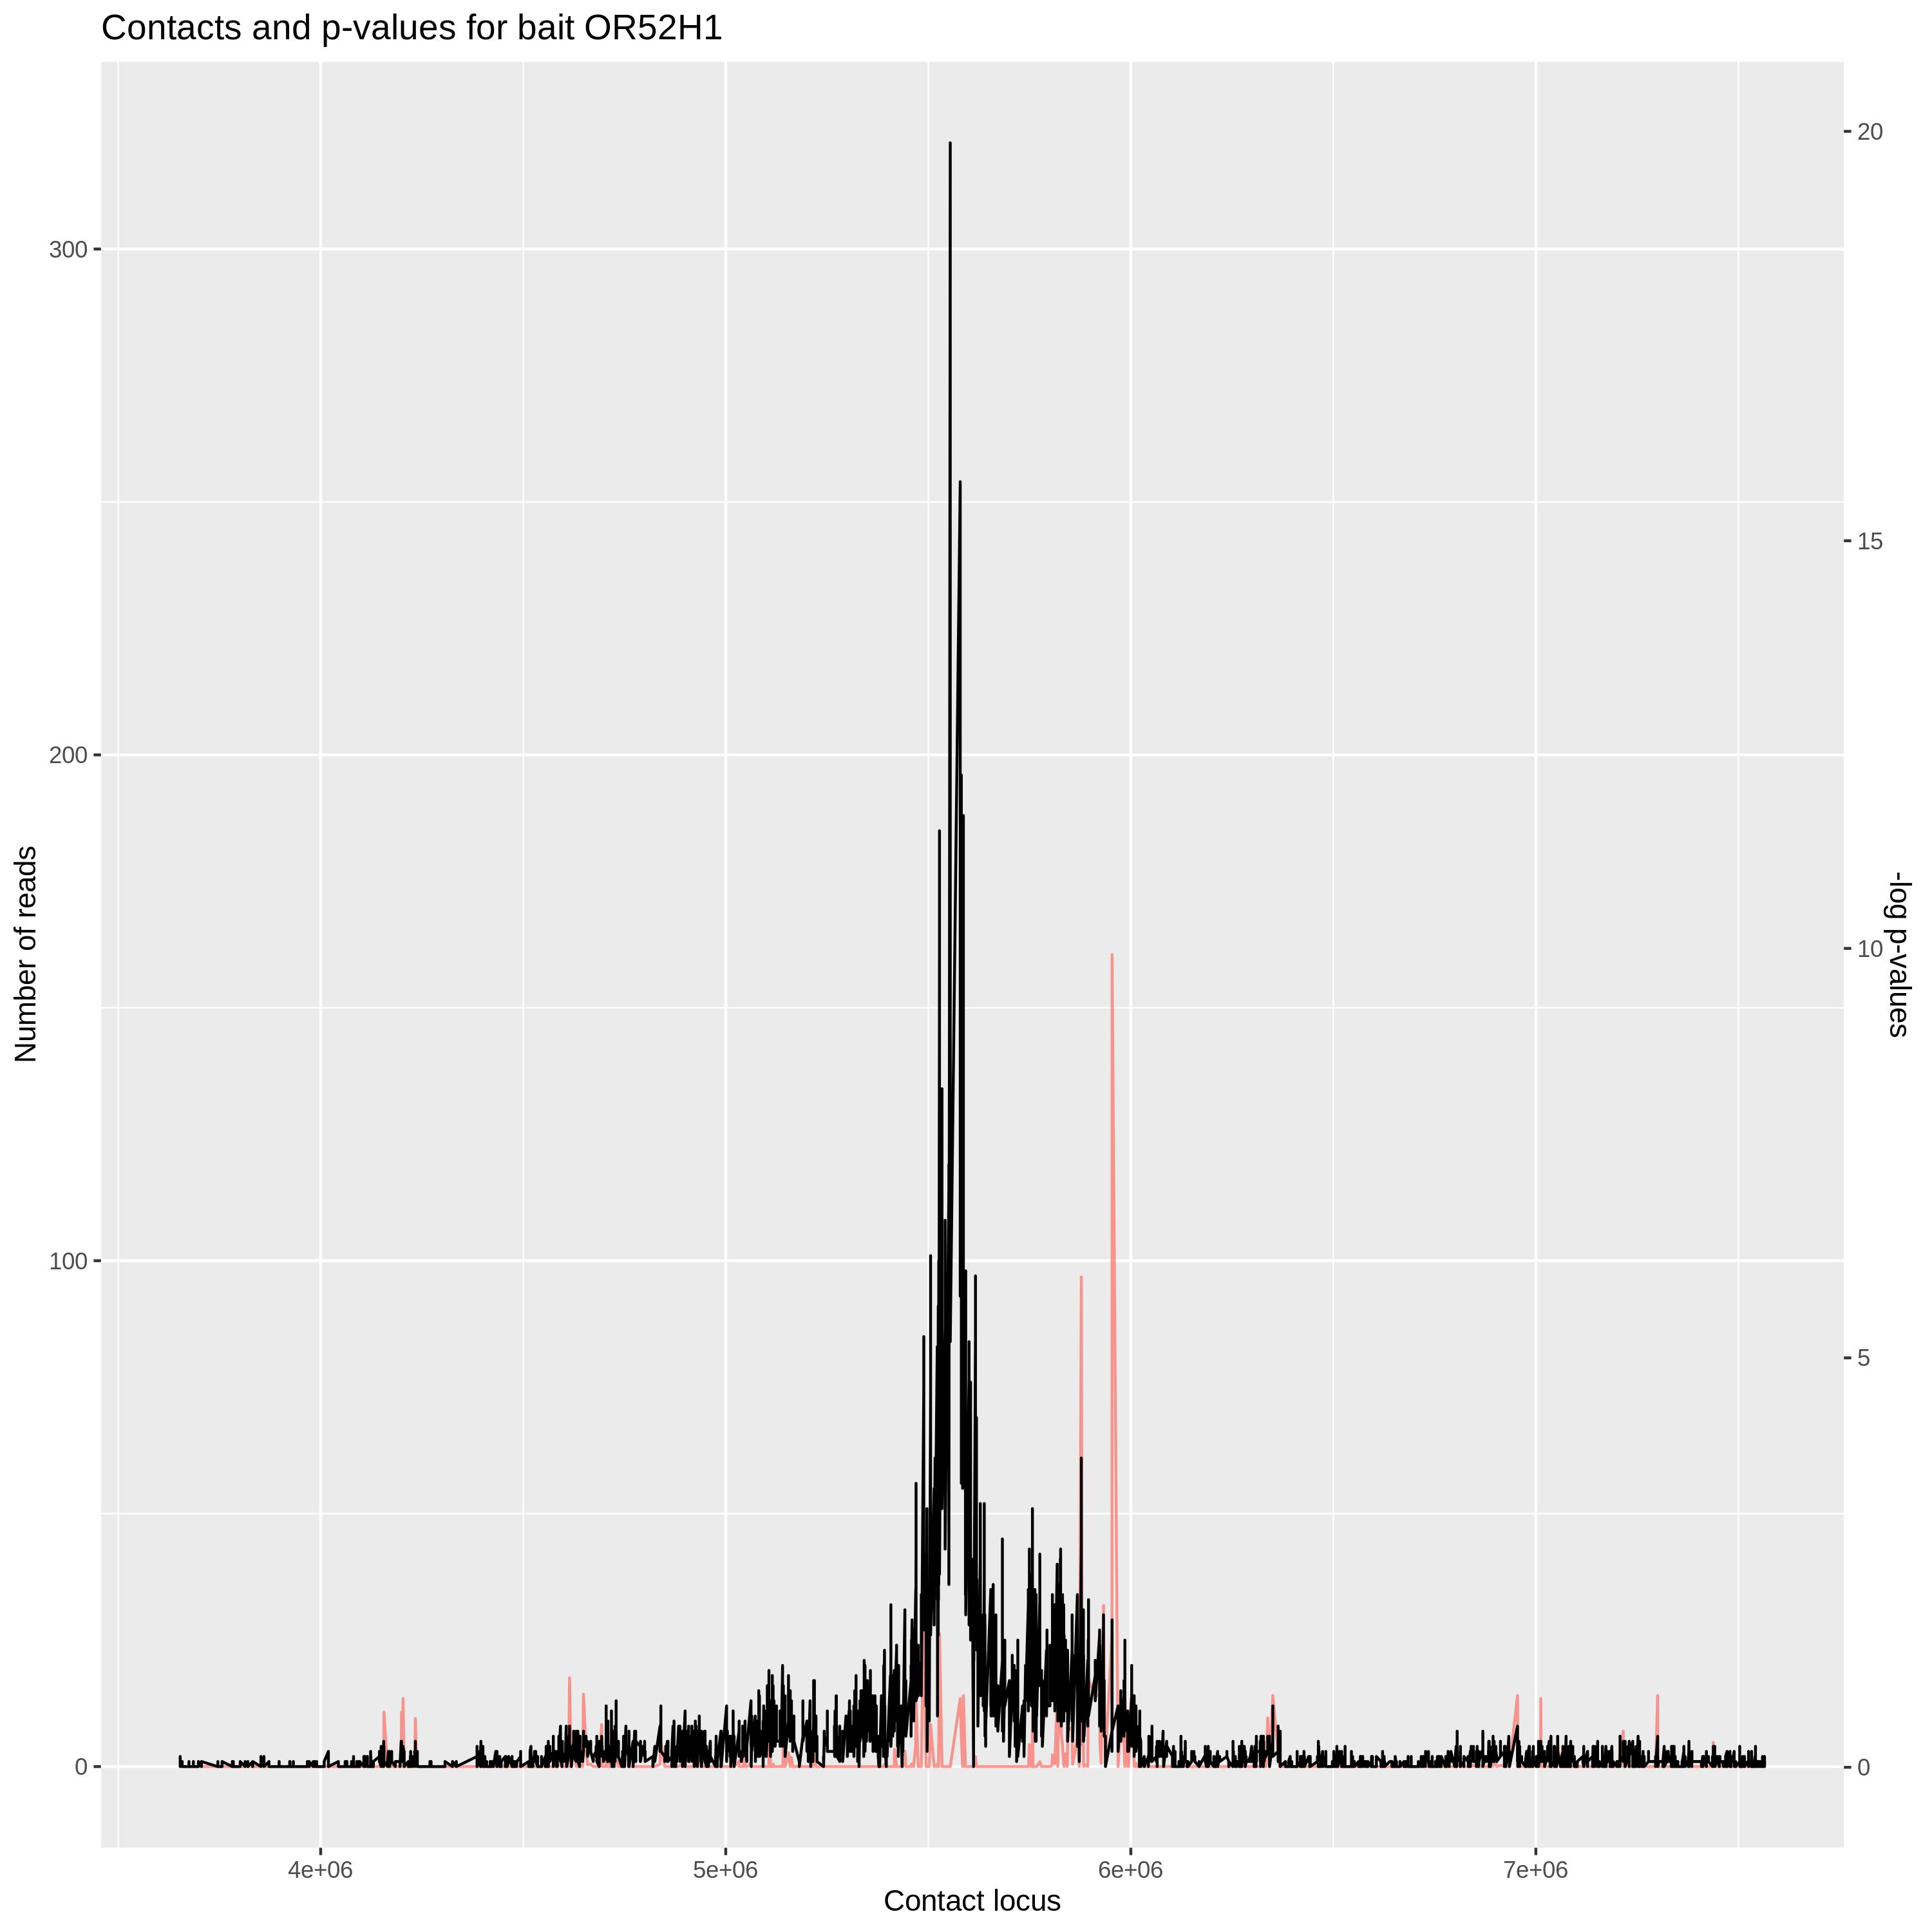 Contacts and p-values for bait OR52H1
Number of reads
300
200
100
0
20
15
10
5
0
-log p-values
4e+06
5e+06
6e+06
7e+06
Contact locus